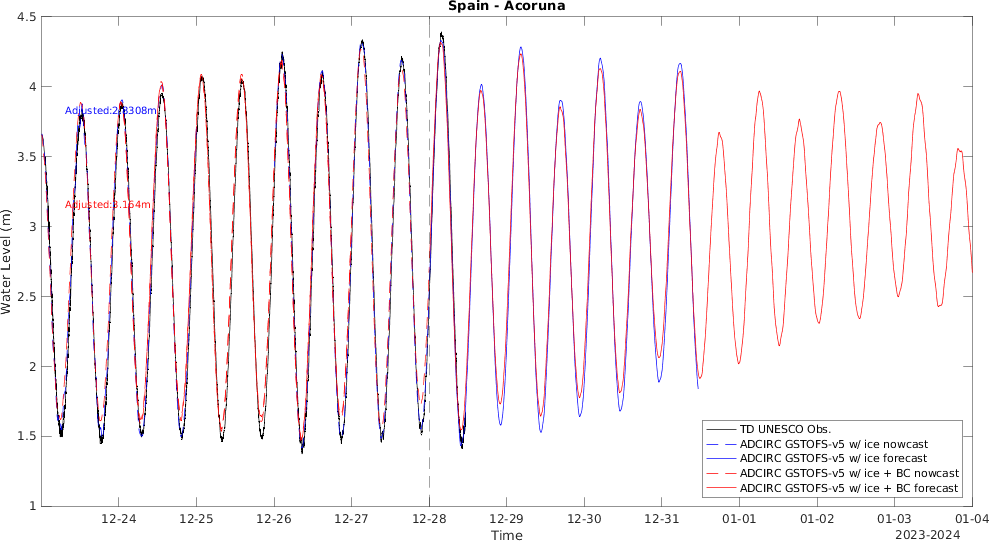 Spain - Acoruna
4.5
4
3.5
3
2.5
2
1.5
1
Water Level (m)
Adjusted:2.8308m
Adjusted:3.154m
TD UNESCO Obs.
ADCIRC GSTOFS-v5 w/ ice nowcast
ADCIRC GSTOFS-v5 w/ ice forecast
ADCIRC GSTOFS-v5 w/ ice + BC nowcast
ADCIRC GSTOFS-v5 w/ ice + BC forecast
12-24 12-25 12-26 12-27 12-28 12-29 12-30 12-31 01-01 01-02 01-03 01-04
Time
2023-2024